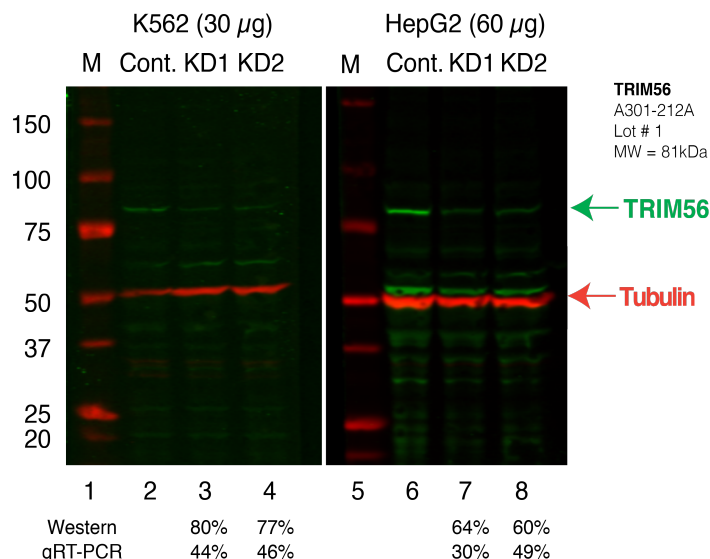 K562 (30 µg) HepG2 (60 µg)
M Cont. KD1 KD2 M Cont. KD1 KD2
TRIM56
A301-212A
Lot # 1
MW = 81kDa
150
100
75
50
37
25
20
TRIM56
Tubulin
1 2 3 4 5 6 7 8
Western 80% 77% 64% 60%
qRT-PCR 44% 46% 30% 49%